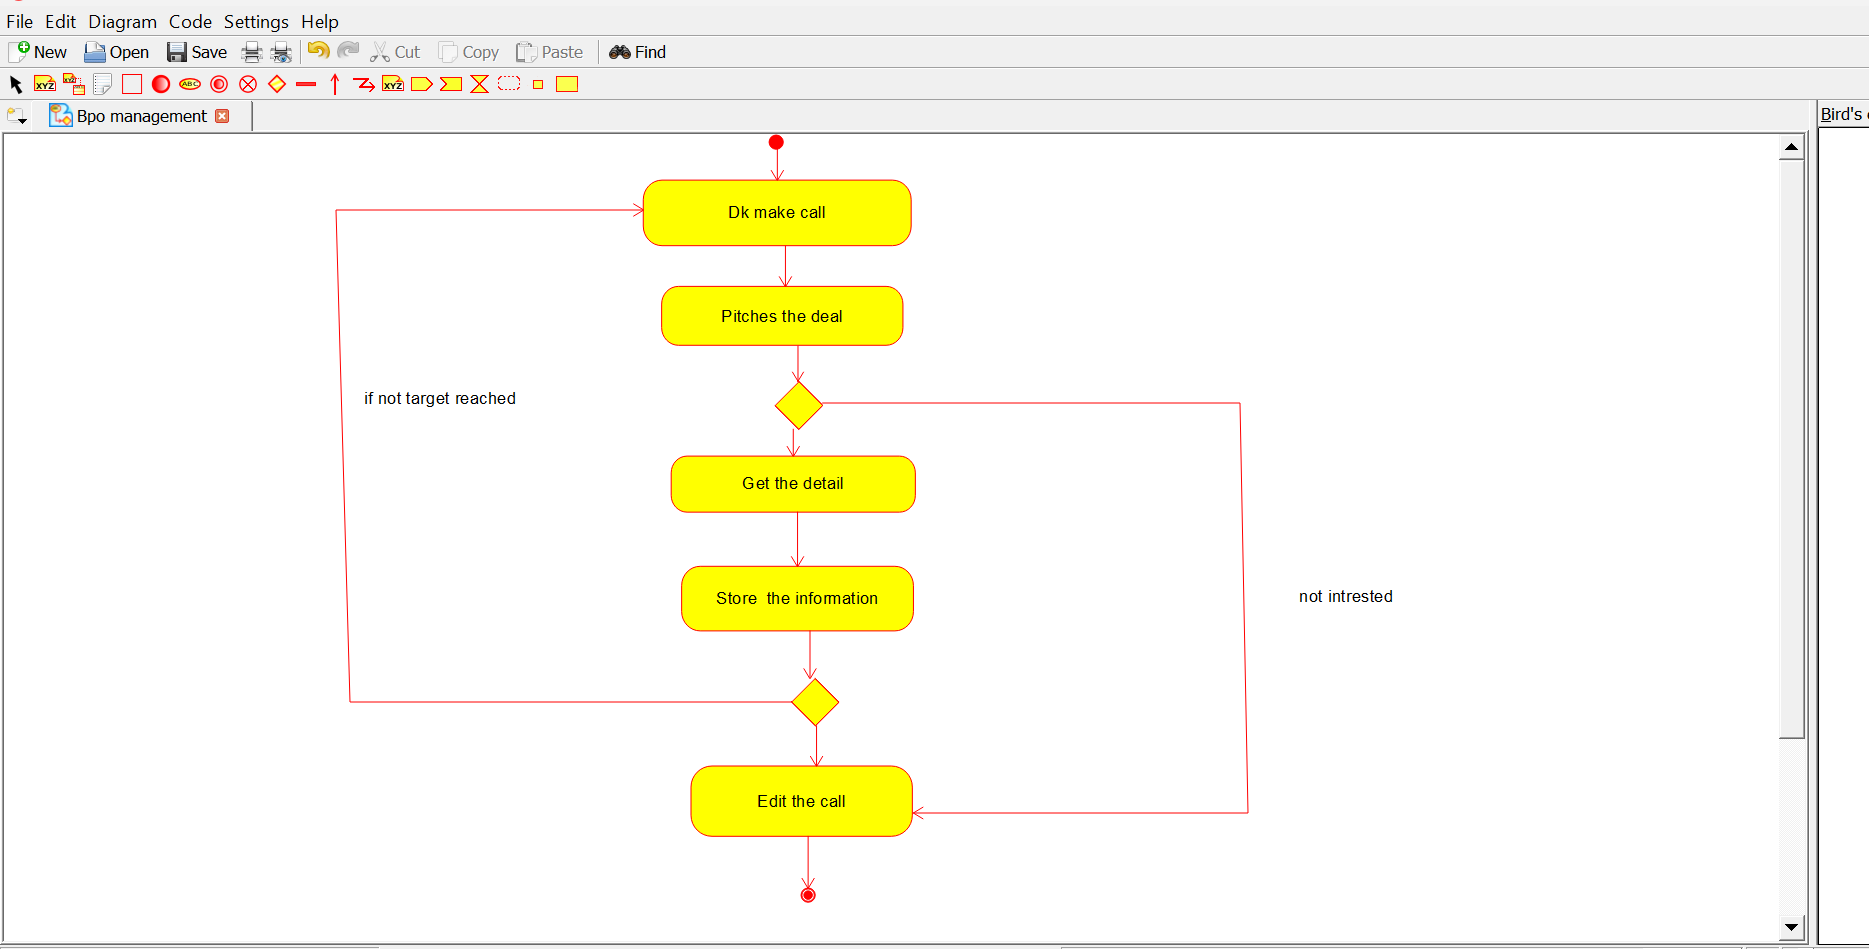 File Edit Diagram Code Settings Help
New Open Save Cut Copy Paste Find
XYZ XYZ ABC XYZ
Bpo management
Bird's
Dk make call
Pitches the deal
if not target reached
Get the detail
not intrested
Store  the information
Edit the call